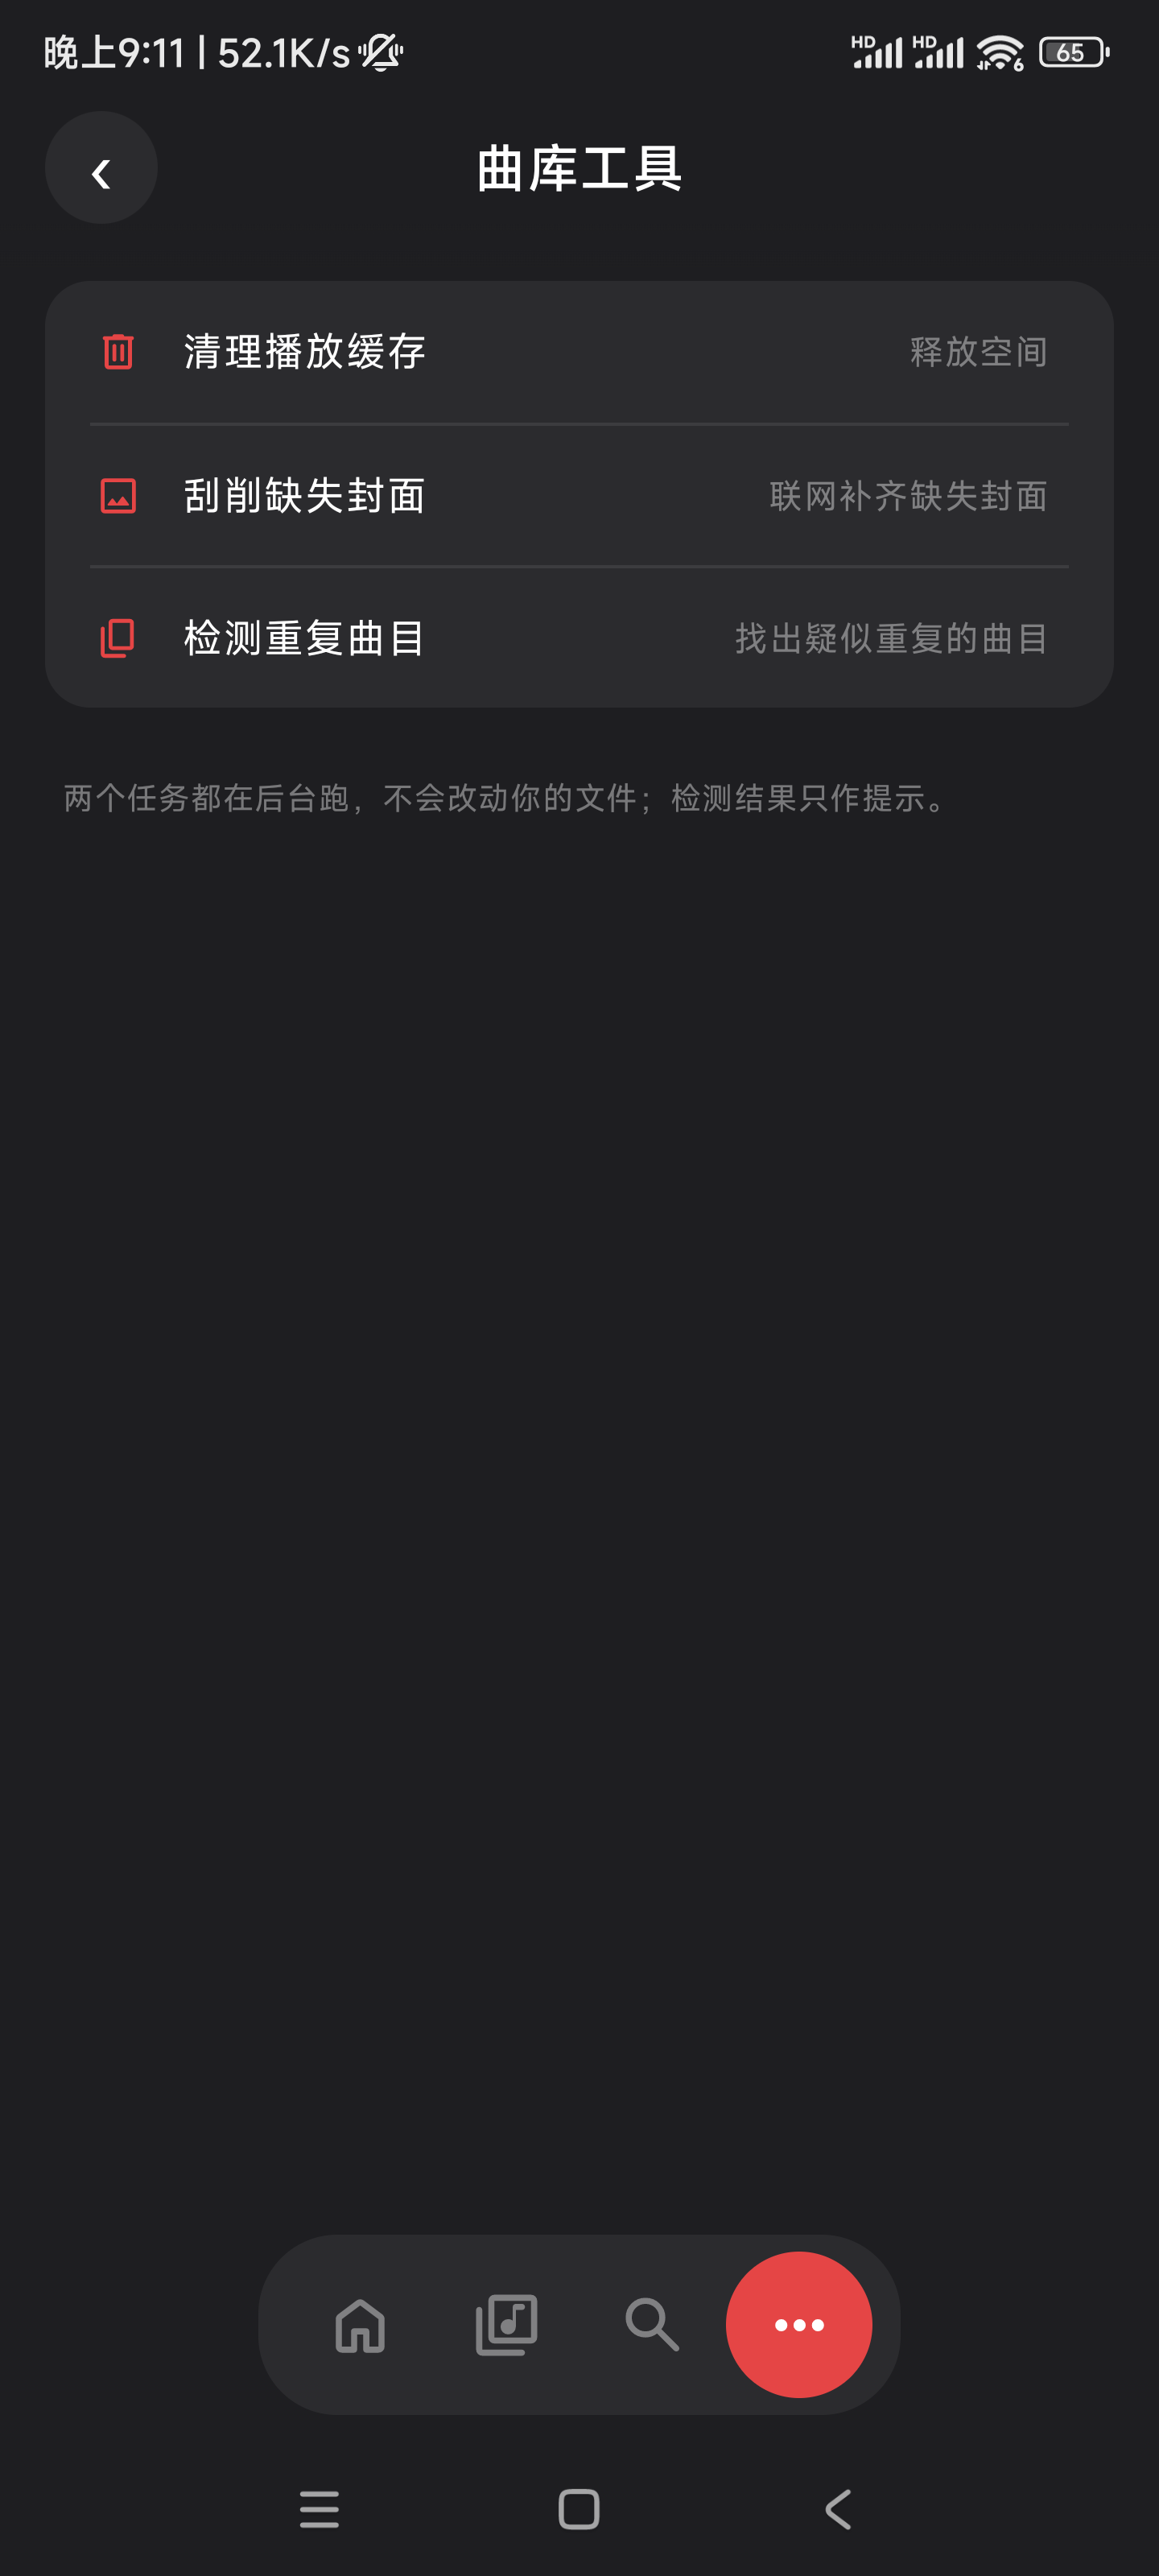 晚上9:11 | 52.1K/s HD HD 6 65
曲库工具
清理播放缓存 释放空间
刮削缺失封面 联网补齐缺失封面
检测重复曲目 找出疑似重复的曲目
两个任务都在后台跑，不会改动你的文件；检测结果只作提示。